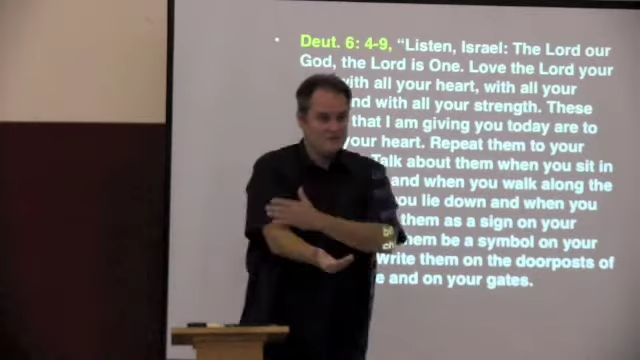 Deut. 6: 4-9, “Listen, Israel: The Lord our
God, the Lord is One. Love the Lord your
with all your heart, with all your
and with all your strength. These
that I am giving you today are to
your heart. Repeat them to your
Talk about them when you sit in
and when you walk along the
you lie down and when you
them as a sign on your
them be a symbol on your
Write them on the doorposts of
and on your gates.